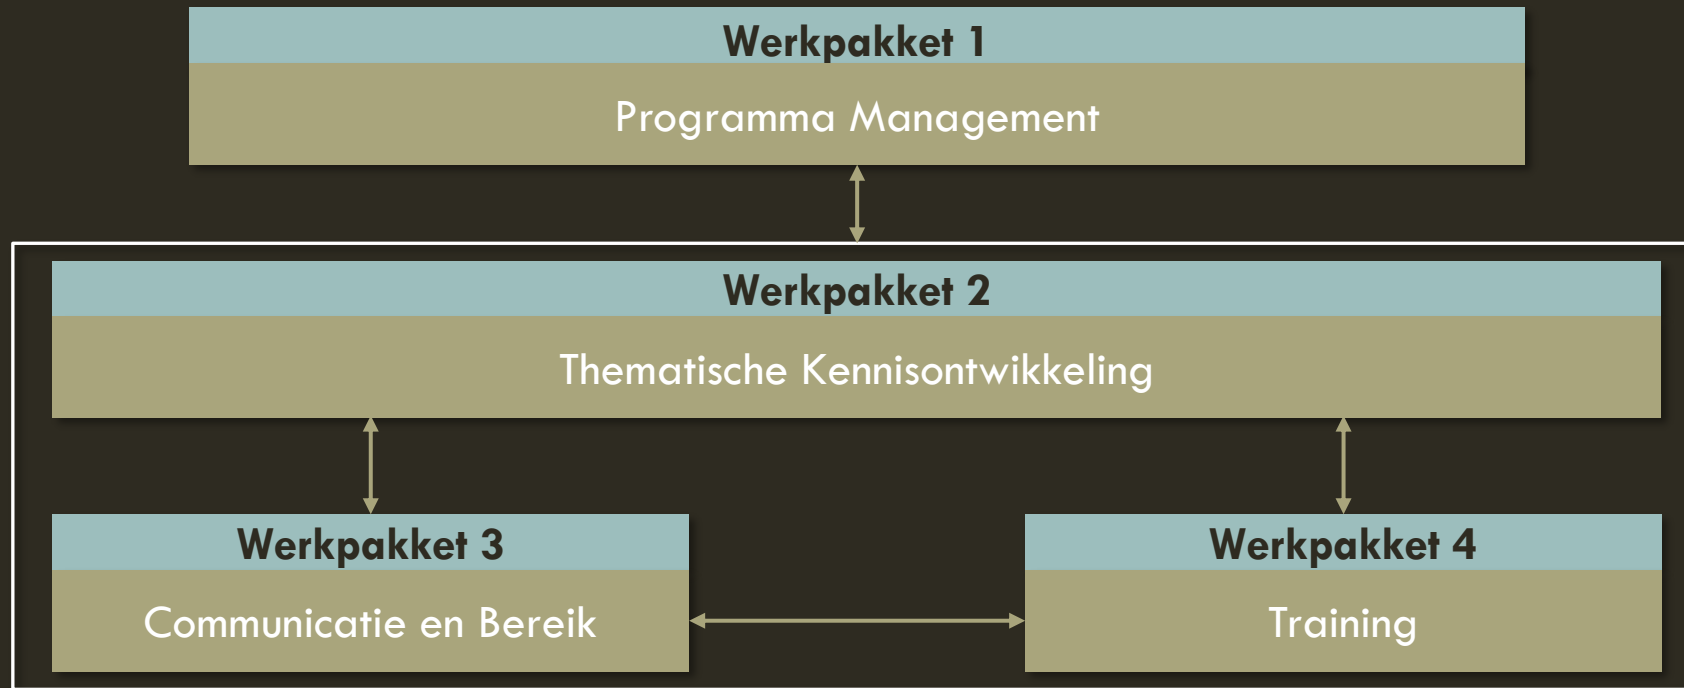 Werkpakket 1
Programma Management
Werkpakket 2
Thematische Kennisontwikkeling
Werkpakket 3
Communicatie en Bereik
Werkpakket 4
Training